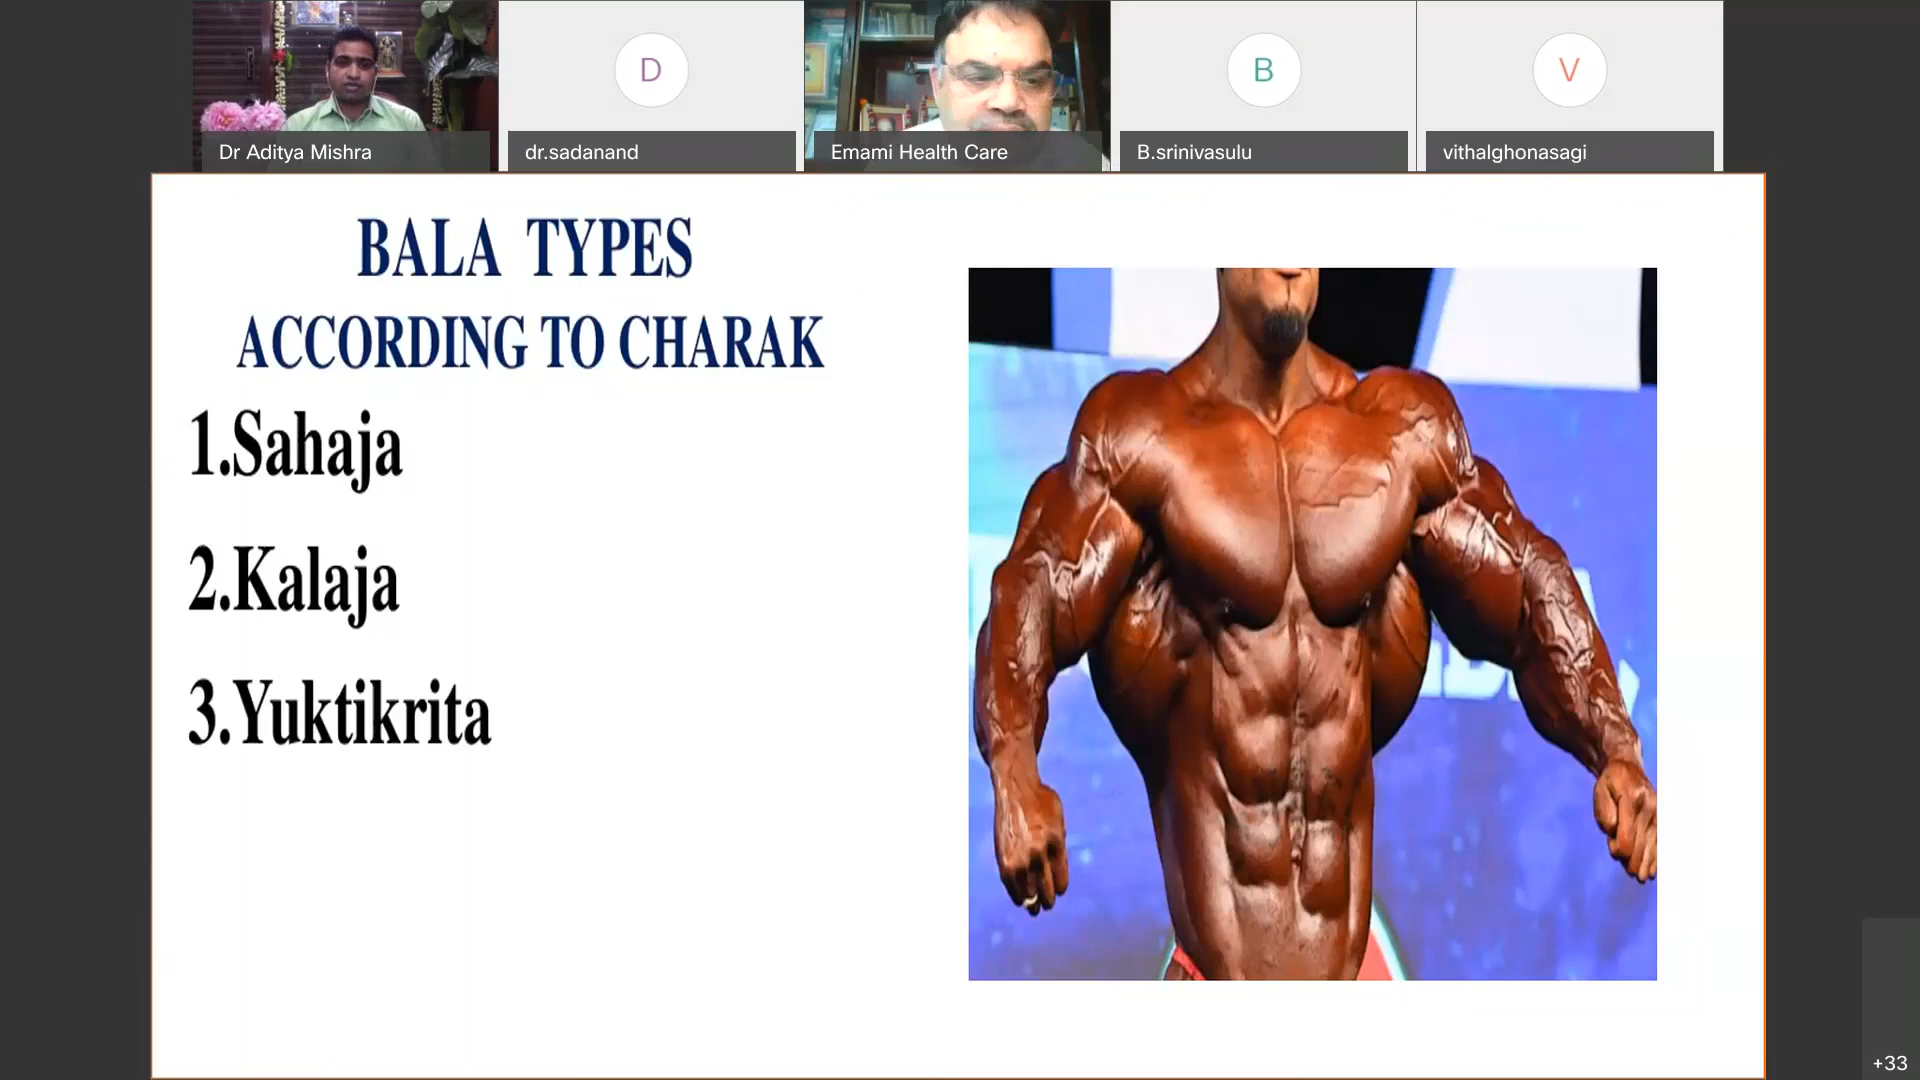 D
B
V
Dr Aditya Mishra
dr.sadanand
Emami Health Care
B.srinivasulu
vithalghonasagi
BALA TYPES
ACCORDING TO CHARAK
1.Sahaja
2.Kalaja
3.Yuktikrita
+33